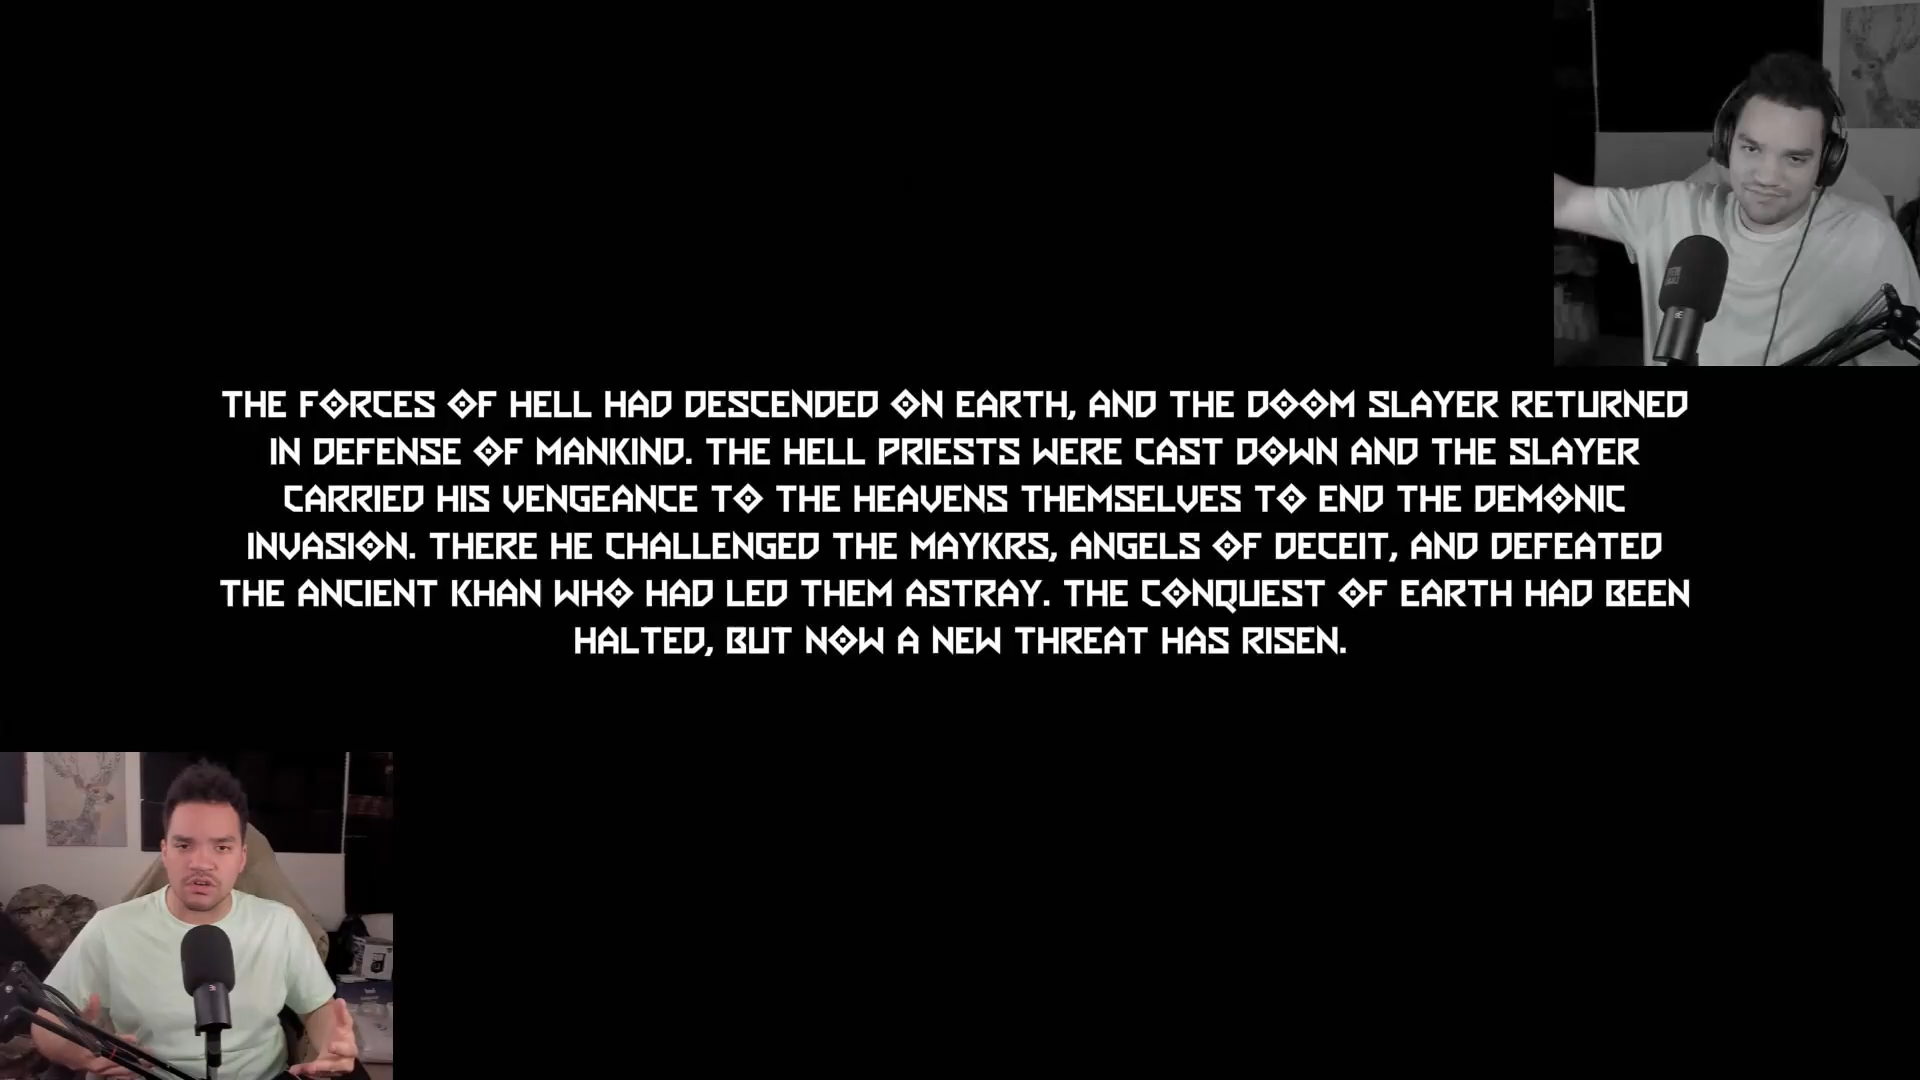 THE FORCES OF HELL HAD DESCENDED ON EARTH, AND THE DOOM SLAYER RETURNED
IN DEFENSE OF MANKIND. THE HELL PRIESTS WERE CAST DOWN AND THE SLAYER
CARRIED HIS VENGEANCE TO THE HEAVENS THEMSELVES TO END THE DEMONIC
INVASION. THERE HE CHALLENGED THE MAYKRS, ANGELS OF DECEIT, AND DEFEATED
THE ANCIENT KHAN WHO HAD LED THEM ASTRAY. THE CONQUEST OF EARTH HAD BEEN
HALTED, BUT NOW A NEW THREAT HAS RISEN.